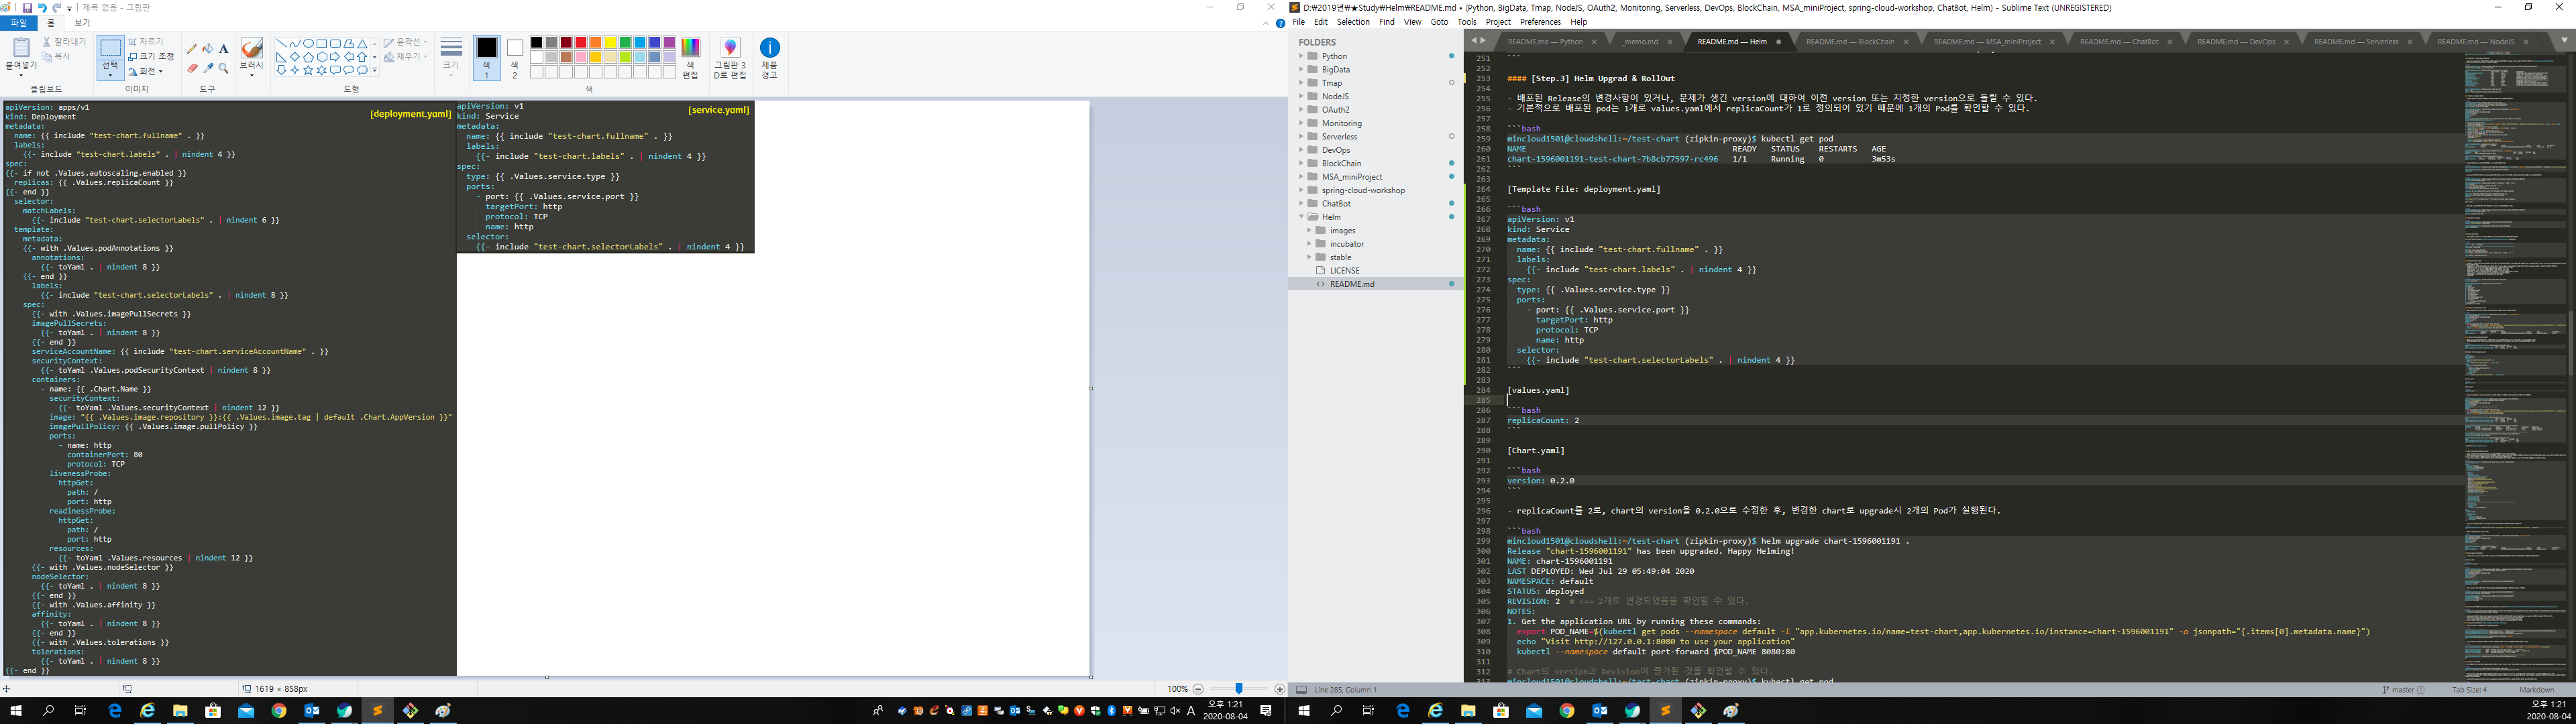 제목 없음 - 그림판
파일
홈
보기
붙여넣기
잘라내기
복사
클립보드
선택
자르기
크기 조정
회전
이미지
도구
브러시
윤곽선
채우기
도형
크기
색 1
색 2
색 편집
색
그림판 3D로 편집
제품 경고
[deployment.yaml]
apiVersion: apps/v1
kind: Deployment
metadata:
  name: {{ include "test-chart.fullname" . }}
  labels:
    {{- include "test-chart.labels" . | nindent 4 }}
spec:
{{- if not .Values.autoscaling.enabled }}
  replicas: {{ .Values.replicaCount }}
{{- end }}
  selector:
    matchLabels:
      {{- include "test-chart.selectorLabels" . | nindent 6 }}
  template:
    metadata:
    {{- with .Values.podAnnotations }}
      annotations:
        {{- toYaml . | nindent 8 }}
    {{- end }}
      labels:
        {{- include "test-chart.selectorLabels" . | nindent 8 }}
    spec:
      {{- with .Values.imagePullSecrets }}
      imagePullSecrets:
        {{- toYaml . | nindent 8 }}
      {{- end }}
      serviceAccountName: {{ include "test-chart.serviceAccountName" . }}
      securityContext:
        {{- toYaml .Values.podSecurityContext | nindent 8 }}
      containers:
        - name: {{ .Chart.Name }}
          securityContext:
            {{- toYaml .Values.securityContext | nindent 12 }}
          image: "{{ .Values.image.repository }}:{{ .Values.image.tag | default .Chart.AppVersion }}"
          imagePullPolicy: {{ .Values.image.pullPolicy }}
          ports:
            - name: http
              containerPort: 80
              protocol: TCP
          livenessProbe:
            httpGet:
              path: /
              port: http
          readinessProbe:
            httpGet:
              path: /
              port: http
          resources:
            {{- toYaml .Values.resources | nindent 12 }}
      {{- with .Values.nodeSelector }}
      nodeSelector:
        {{- toYaml . | nindent 8 }}
      {{- end }}
      {{- with .Values.affinity }}
      affinity:
        {{- toYaml . | nindent 8 }}
      {{- end }}
      {{- with .Values.tolerations }}
      tolerations:
        {{- toYaml . | nindent 8 }}
{{- end }}
[service.yaml]
apiVersion: v1
kind: Service
metadata:
  name: {{ include "test-chart.fullname" . }}
  labels:
    {{- include "test-chart.labels" . | nindent 4 }}
spec:
  type: {{ .Values.service.type }}
  ports:
    - port: {{ .Values.service.port }}
      targetPort: http
      protocol: TCP
      name: http
  selector:
    {{- include "test-chart.selectorLabels" . | nindent 4 }}
1619 × 858px
100%
오후 1:21
2020-08-04
D:₩2019년₩★Study₩Helm₩README.md • (Python, BigData, Tmap, NodeJS, OAuth2, Monitoring, Serverless, DevOps, BlockChain, MSA_miniProject, spring-cloud-workshop, ChatBot, Helm) - Sublime Text (UNREGISTERED)
File Edit Selection Find View Goto Tools Project Preferences Help
FOLDERS
Python
BigData
Tmap
NodeJS
OAuth2
Monitoring
Serverless
DevOps
BlockChain
MSA_miniProject
spring-cloud-workshop
ChatBot
Helm
images
incubator
stable
LICENSE
README.md
README.md — Python
_memo.md
README.md — Helm
README.md — BlockChain
README.md — MSA_miniProject
README.md — ChatBot
README.md — DevOps
README.md — Serverless
README.md — NodeJS
251 ```
252
253 #### [Step.3] Helm Upgrad & RollOut
254
255 - 배포된 Release의 변경사항이 있거나, 문제가 생긴 version에 대하여 이전 version 또는 지정한 version으로 돌릴 수 있다.
256 - 기본적으로 배포된 pod는 1개로 values.yaml에서 replicaCount가 1로 정의되어 있기 때문에 1개의 Pod를 확인할 수 있다.
257
258 ```bash
259 mincloud1501@cloudshell:~/test-chart (zipkin-proxy)$ kubectl get pod
260 NAME READY STATUS RESTARTS AGE
261 chart-1596001191-test-chart-7b8cb77597-rc496 1/1 Running 0 3m53s
262 ```
263
264 [Template File: deployment.yaml]
265
266 ```bash
267 apiVersion: v1
268 kind: Service
269 metadata:
270   name: {{ include "test-chart.fullname" . }}
271   labels:
272     {{- include "test-chart.labels" . | nindent 4 }}
273 spec:
274   type: {{ .Values.service.type }}
275   ports:
276     - port: {{ .Values.service.port }}
277       targetPort: http
278       protocol: TCP
279       name: http
280   selector:
281     {{- include "test-chart.selectorLabels" . | nindent 4 }}
282 ```
283
284 [values.yaml]
285
286 ```bash
287 replicaCount: 2
288 ```
289
290 [Chart.yaml]
291
292 ```bash
293 version: 0.2.0
294 ```
295
296 - replicaCount를 2로, chart의 version을 0.2.0으로 수정한 후, 변경한 chart로 upgrade시 2개의 Pod가 실행된다.
297
298 ```bash
299 mincloud1501@cloudshell:~/test-chart (zipkin-proxy)$ helm upgrade chart-1596001191 .
300 Release "chart-1596001191" has been upgraded. Happy Helming!
301 NAME: chart-1596001191
302 LAST DEPLOYED: Wed Jul 29 05:49:04 2020
303 NAMESPACE: default
304 STATUS: deployed
305 REVISION: 2  # <== 2개로 변경되었음을 확인할 수 있다.
306 NOTES:
307 1. Get the application URL by running these commands:
308   export POD_NAME=$(kubectl get pods --namespace default -l "app.kubernetes.io/name=test-chart,app.kubernetes.io/instance=chart-1596001191" -o jsonpath="{.items[0].metadata.name}")
309   echo "Visit http://127.0.0.1:8080 to use your application"
310   kubectl --namespace default port-forward $POD_NAME 8080:80
311
312 # Chart의 version과 Revision이 증가된 것을 확인할 수 있다.
313 mincloud1501@cloudshell:~/test-chart (zipkin-proxy)$ kubectl get pod
Line 285, Column 1
master
Tab Size: 4
Markdown
오후 1:21
2020-08-04